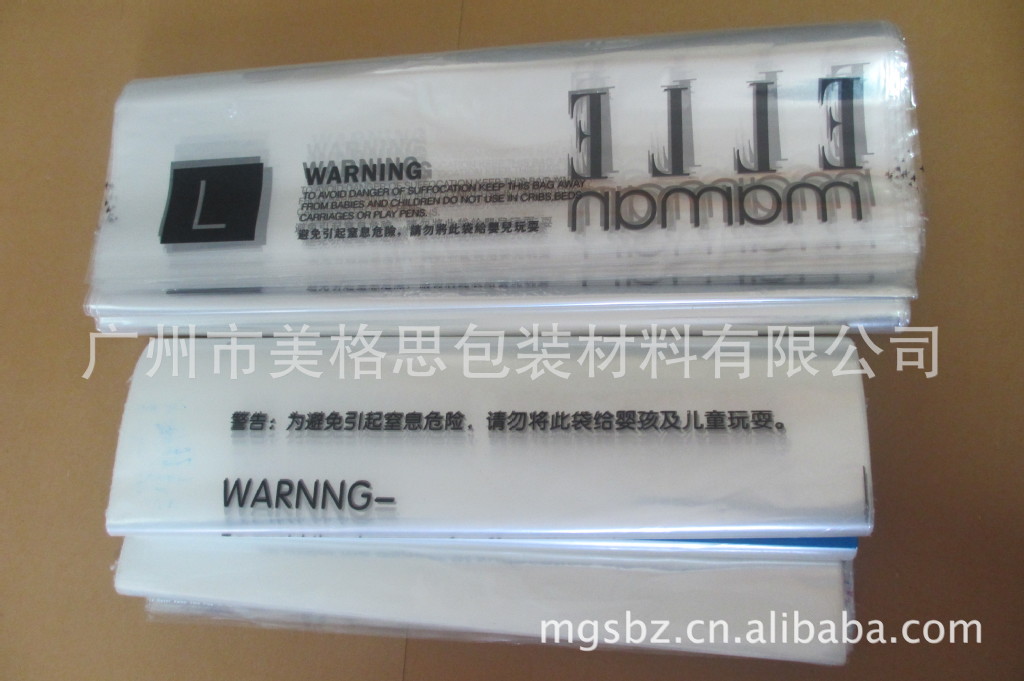 ELLE
L
WARNING
TO AVOID DANGER OF SUFFOCATION KEEP THIS BAG AWAY
FROM BABIES AND CHILDREN DO NOT USE IN CRIBS,BEDS
CARRIAGES OR PLAY PENS.
避免引起窒息危險，請勿將此袋給嬰兒玩耍
广州市美格思包装材料有限公司
警告：为避免引起窒息危险，请勿将此袋给婴孩及儿童玩耍。
WARNNG–
mgsbz.cn.alibaba.com